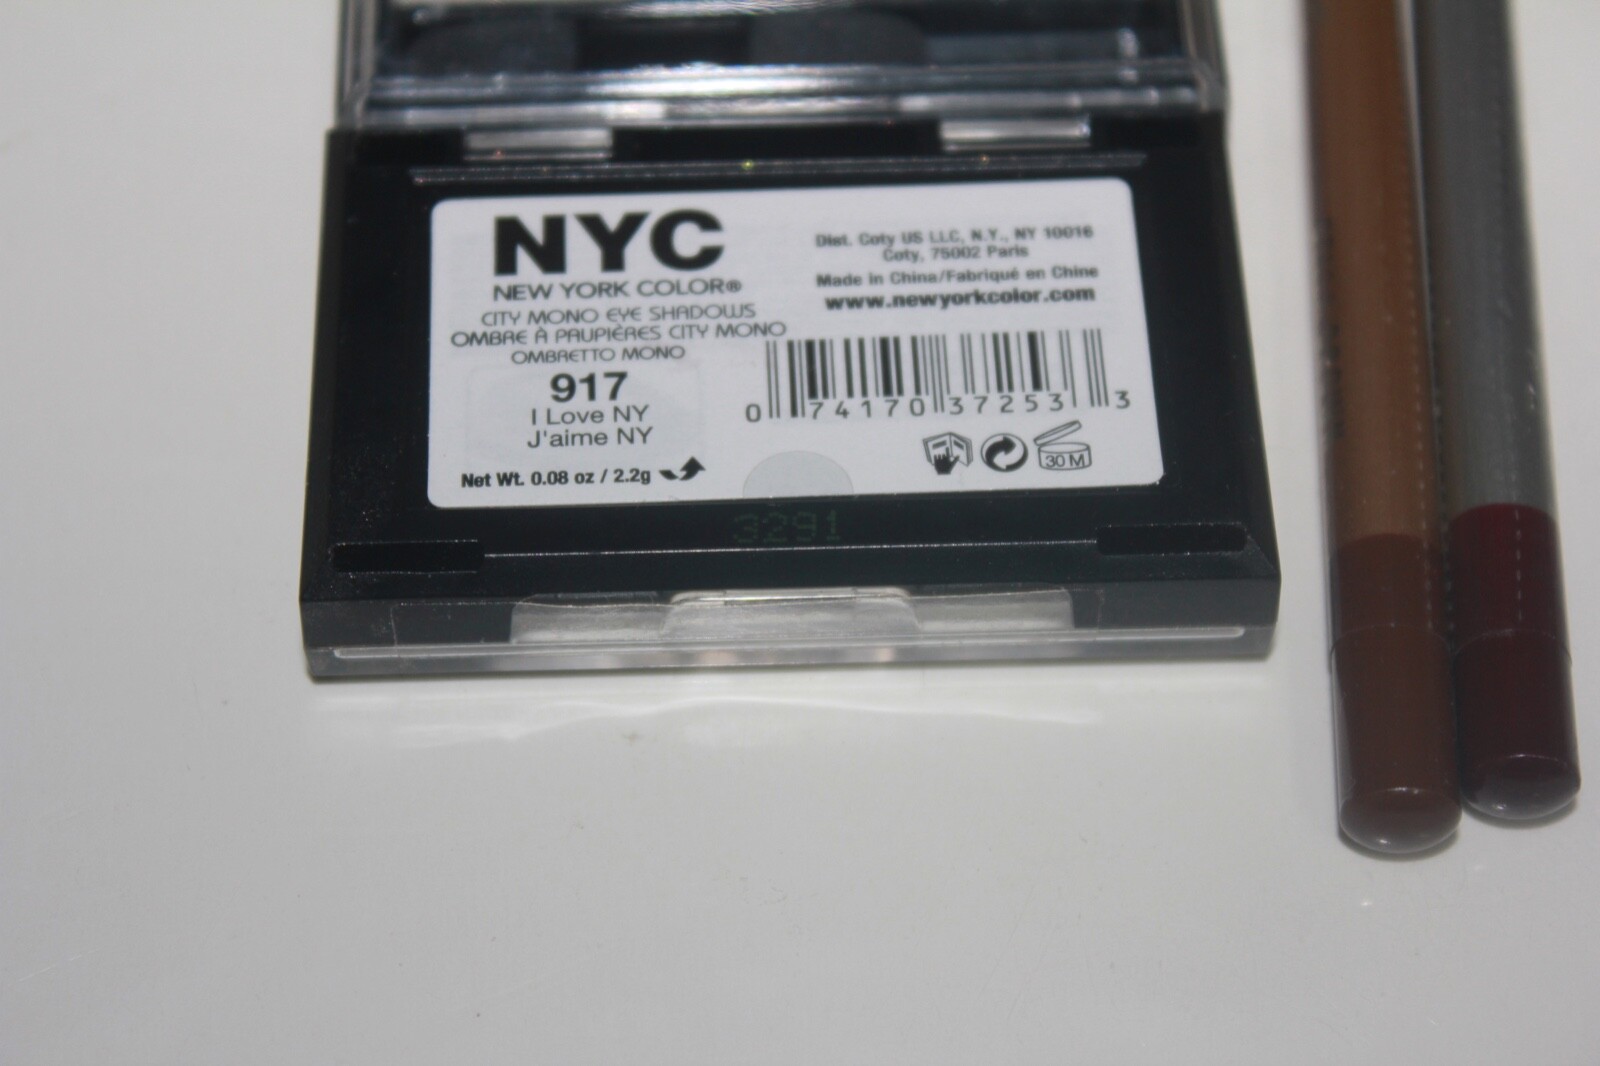 NYC
NEW YORK COLOR®
CITY MONO EYE SHADOWS
OMBRE À PAUPIÈRES CITY MONO
OMBRETTO MONO
917
I Love NY
J'aime NY
Net Wt. 0.08 oz / 2.2g
Dist. Coty US LLC, N.Y., NY 10016
Coty, 75002 Paris
Made in China/Fabriqué en Chine
www.newyorkcolor.com
0 74170 37253 3
30 M
3291